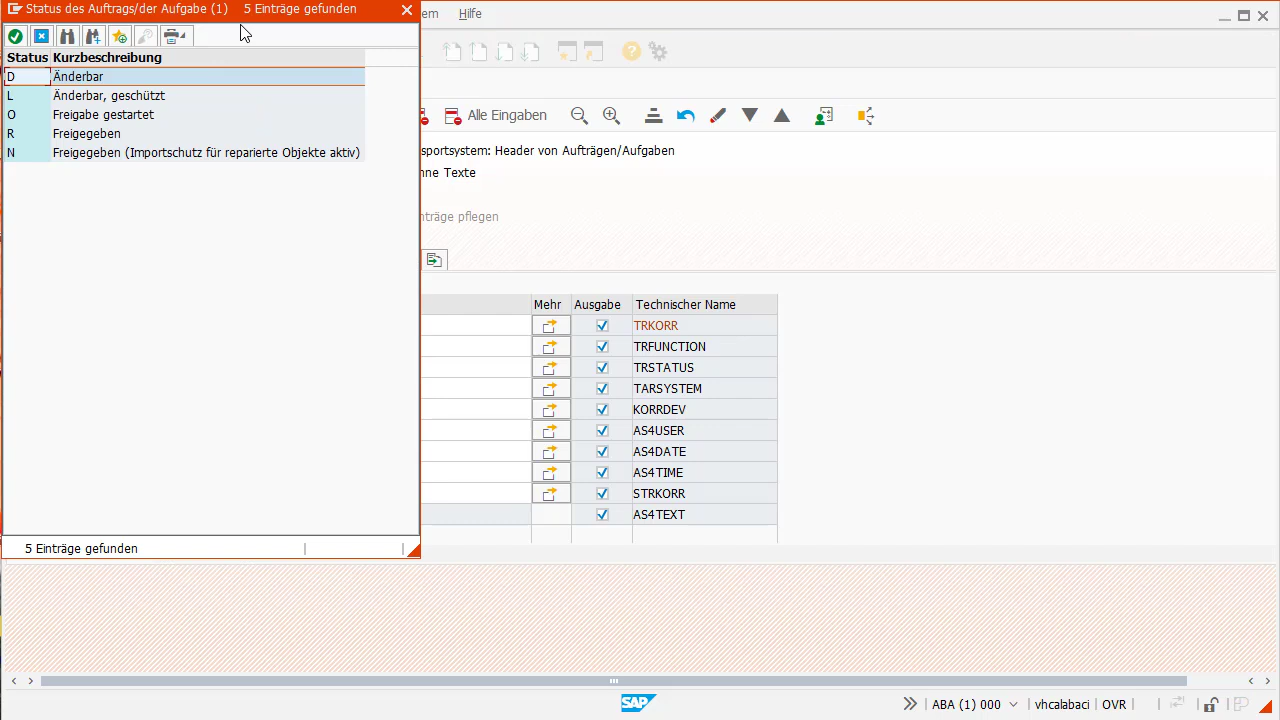 Status des Auftrags/der Aufgabe (1) 5 Einträge gefunden
Status Kurzbeschreibung
D Änderbar
L Änderbar, geschützt
O Freigabe gestartet
R Freigegeben
N Freigegeben (Importschutz für reparierte Objekte aktiv)
5 Einträge gefunden
em Hilfe
Alle Eingaben
sportsystem: Header von Aufträgen/Aufgaben
hne Texte
nträge pflegen
Mehr Ausgabe Technischer Name
TRKORR
TRFUNCTION
TRSTATUS
TARSYSTEM
KORRDEV
AS4USER
AS4DATE
AS4TIME
STRKORR
AS4TEXT
SAP
ABA (1) 000 vhcalabaci OVR